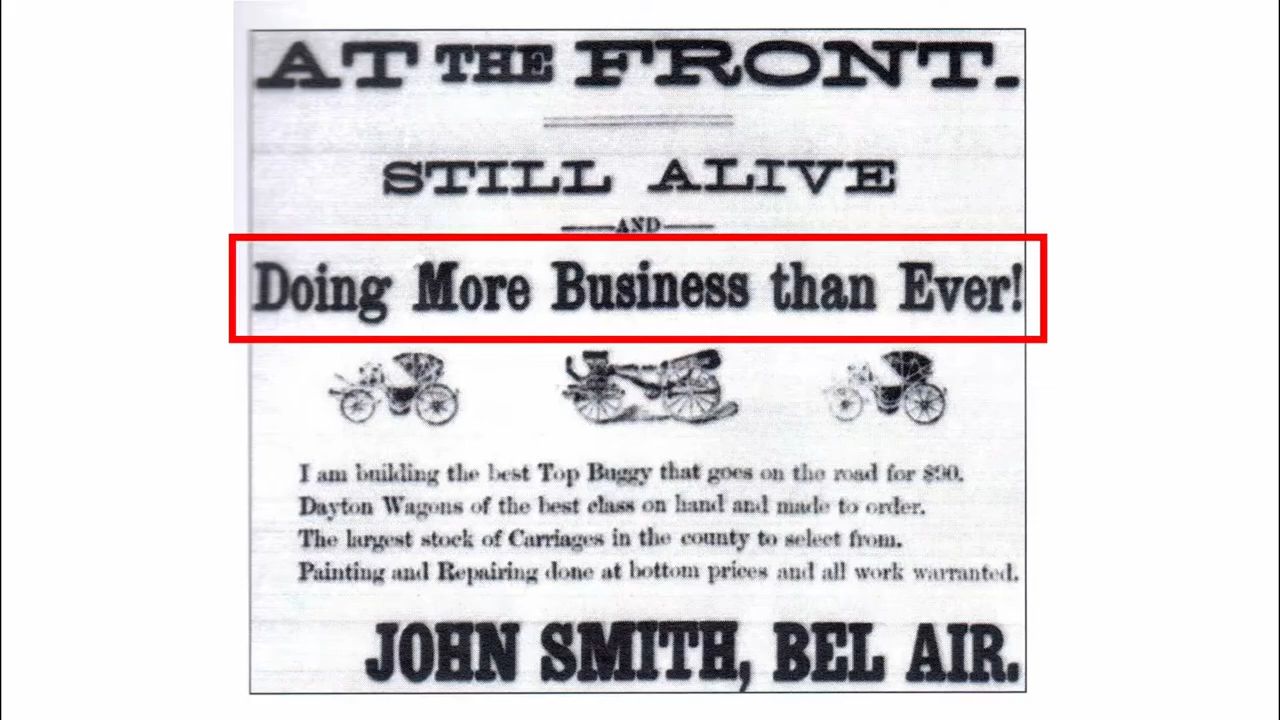 AT THE FRONT.
STILL ALIVE
AND
Doing More Business than Ever!
I am building the best Top Buggy that goes on the road for $90.
Dayton Wagons of the best class on hand and made to order.
The largest stock of Carriages in the county to select from.
Painting and Repairing done at bottom prices and all work warranted.
JOHN SMITH, BEL AIR.